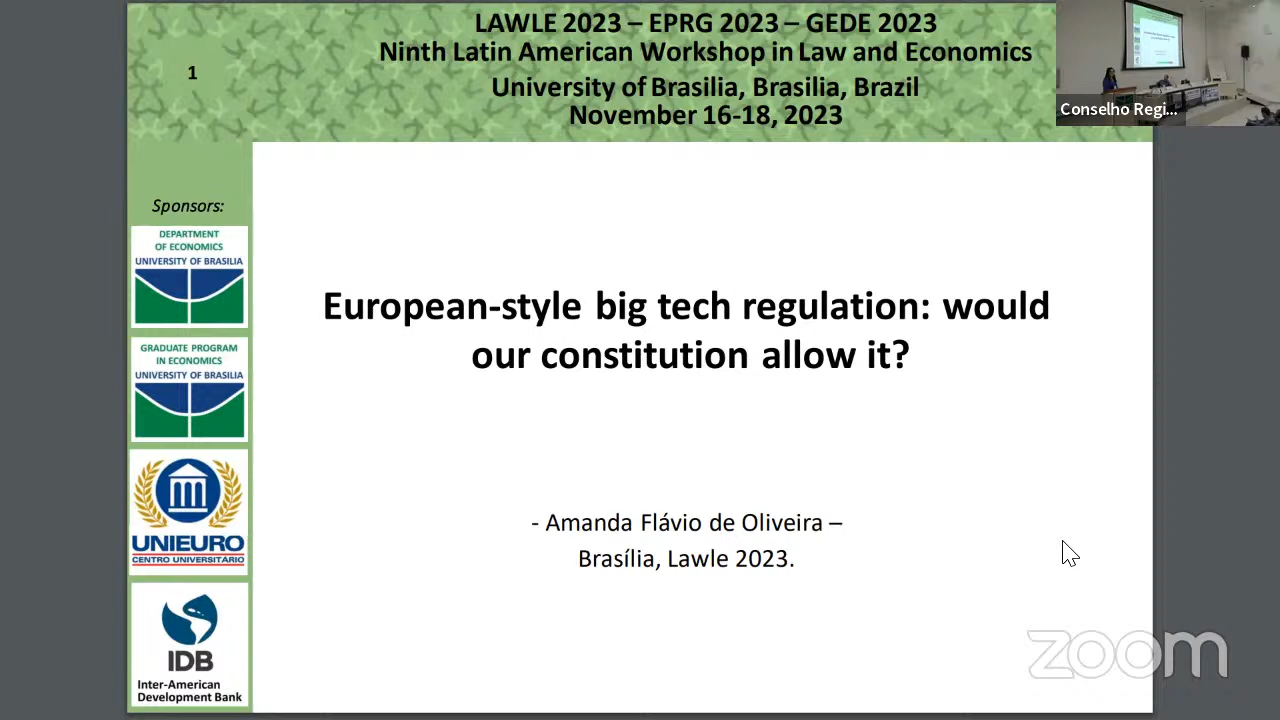 LAWLE 2023 – EPRG 2023 – GEDE 2023
Ninth Latin American Workshop in Law and Economics
University of Brasilia, Brasilia, Brazil
November 16-18, 2023
1
Conselho Regi...
Sponsors:
DEPARTMENT
OF ECONOMICS
UNIVERSITY OF BRASILIA
GRADUATE PROGRAM
IN ECONOMICS
UNIVERSITY OF BRASILIA
UNIEURO
CENTRO UNIVERSITÁRIO
IDB
Inter-American
Development Bank
European-style big tech regulation: would
our constitution allow it?
- Amanda Flávio de Oliveira –
Brasília, Lawle 2023.
zoom